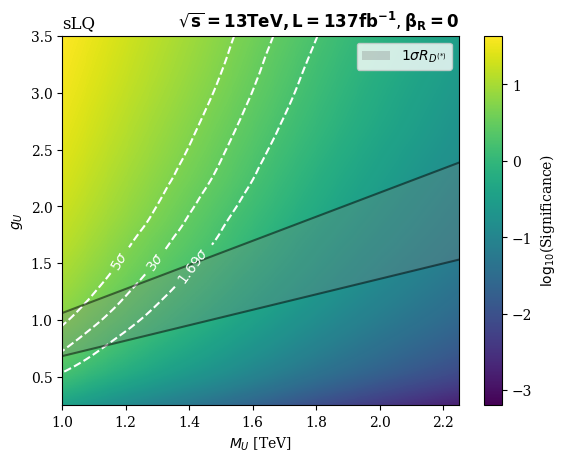 sLQ
√s = 13TeV, L = 137fb⁻¹, β_R = 0
1σR_D(*)
3.5
3.0
2.5
2.0
1.5
1.0
0.5
g_U
5σ
3σ
1.69σ
1.0
1.2
1.4
1.6
1.8
2.0
2.2
M_U [TeV]
1
0
−1
−2
−3
log₁₀(Significance)